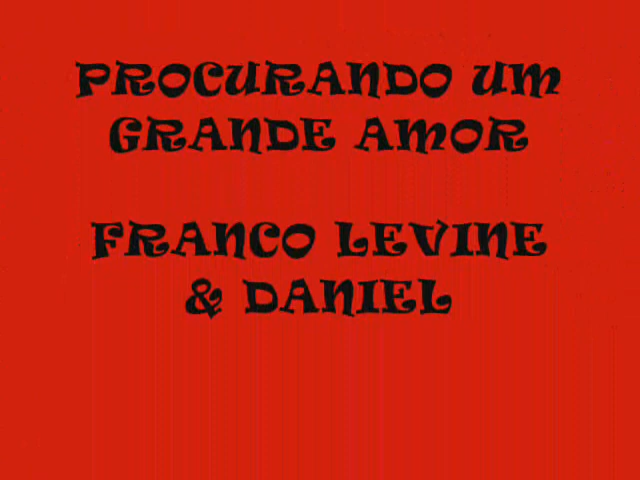 PROCURANDO UM
GRANDE AMOR
FRANCO LEVINE
& DANIEL